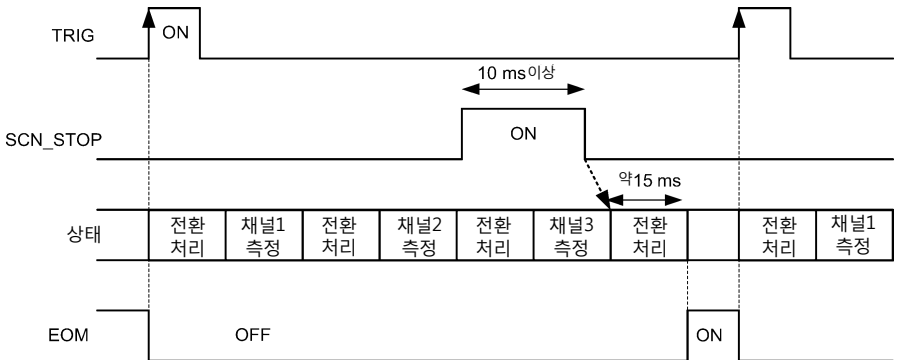 TRIG
ON
10 ms이상
SCN_STOP
ON
약15 ms
상태
전환
처리
채널1
측정
전환
처리
채널2
측정
전환
처리
채널3
측정
전환
처리
전환
처리
채널1
측정
EOM
OFF
ON